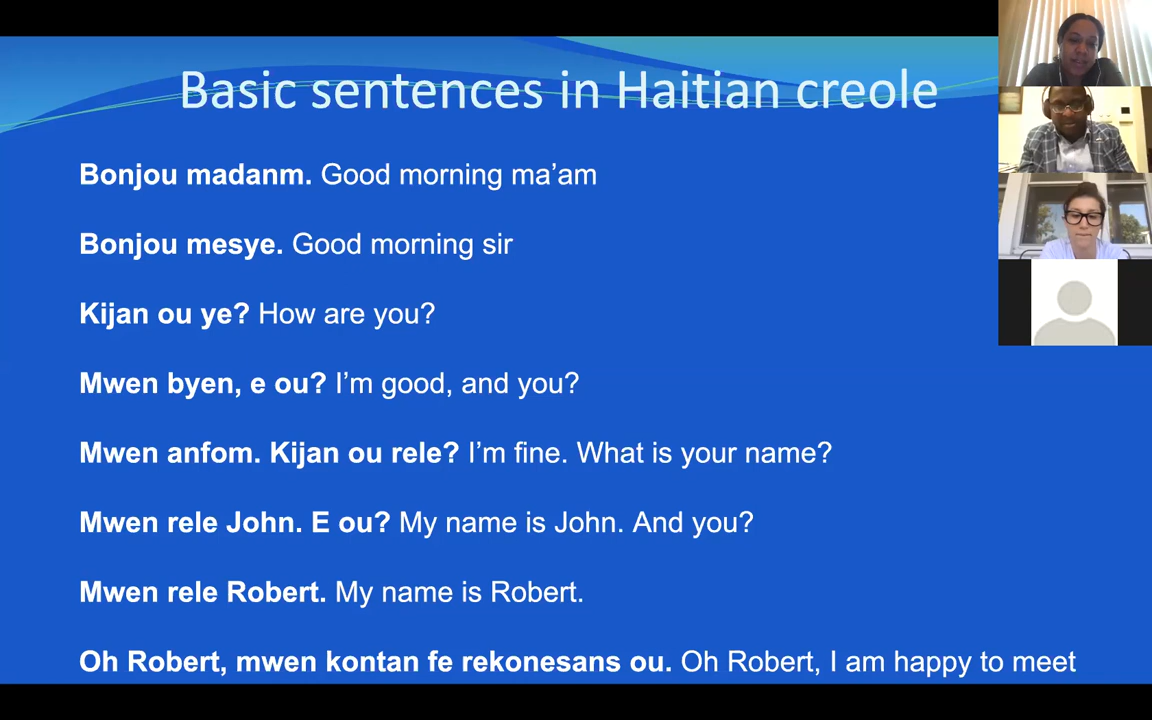 Basic sentences in Haitian creole
Bonjou madanm. Good morning ma’am
Bonjou mesye. Good morning sir
Kijan ou ye? How are you?
Mwen byen, e ou? I’m good, and you?
Mwen anfom. Kijan ou rele? I’m fine. What is your name?
Mwen rele John. E ou? My name is John. And you?
Mwen rele Robert. My name is Robert.
Oh Robert, mwen kontan fe rekonesans ou. Oh Robert, I am happy to meet